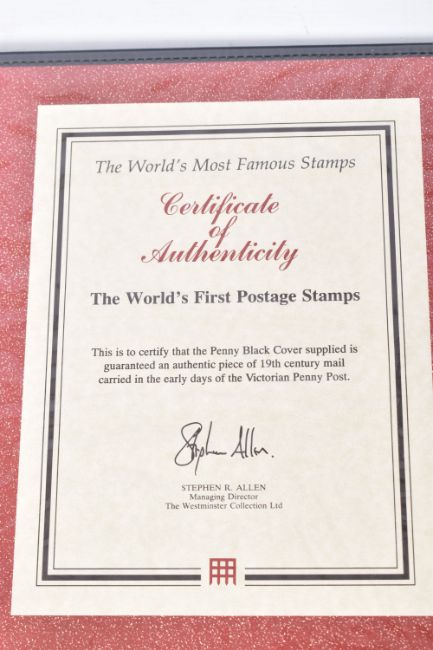 The World's Most Famous Stamps
Certificate
of
Authenticity
The World's First Postage Stamps
This is to certify that the Penny Black Cover supplied is
guaranteed an authentic piece of 19th century mail
carried in the early days of the Victorian Penny Post.
Stephen Allen.
STEPHEN R. ALLEN
Managing Director
The Westminster Collection Ltd